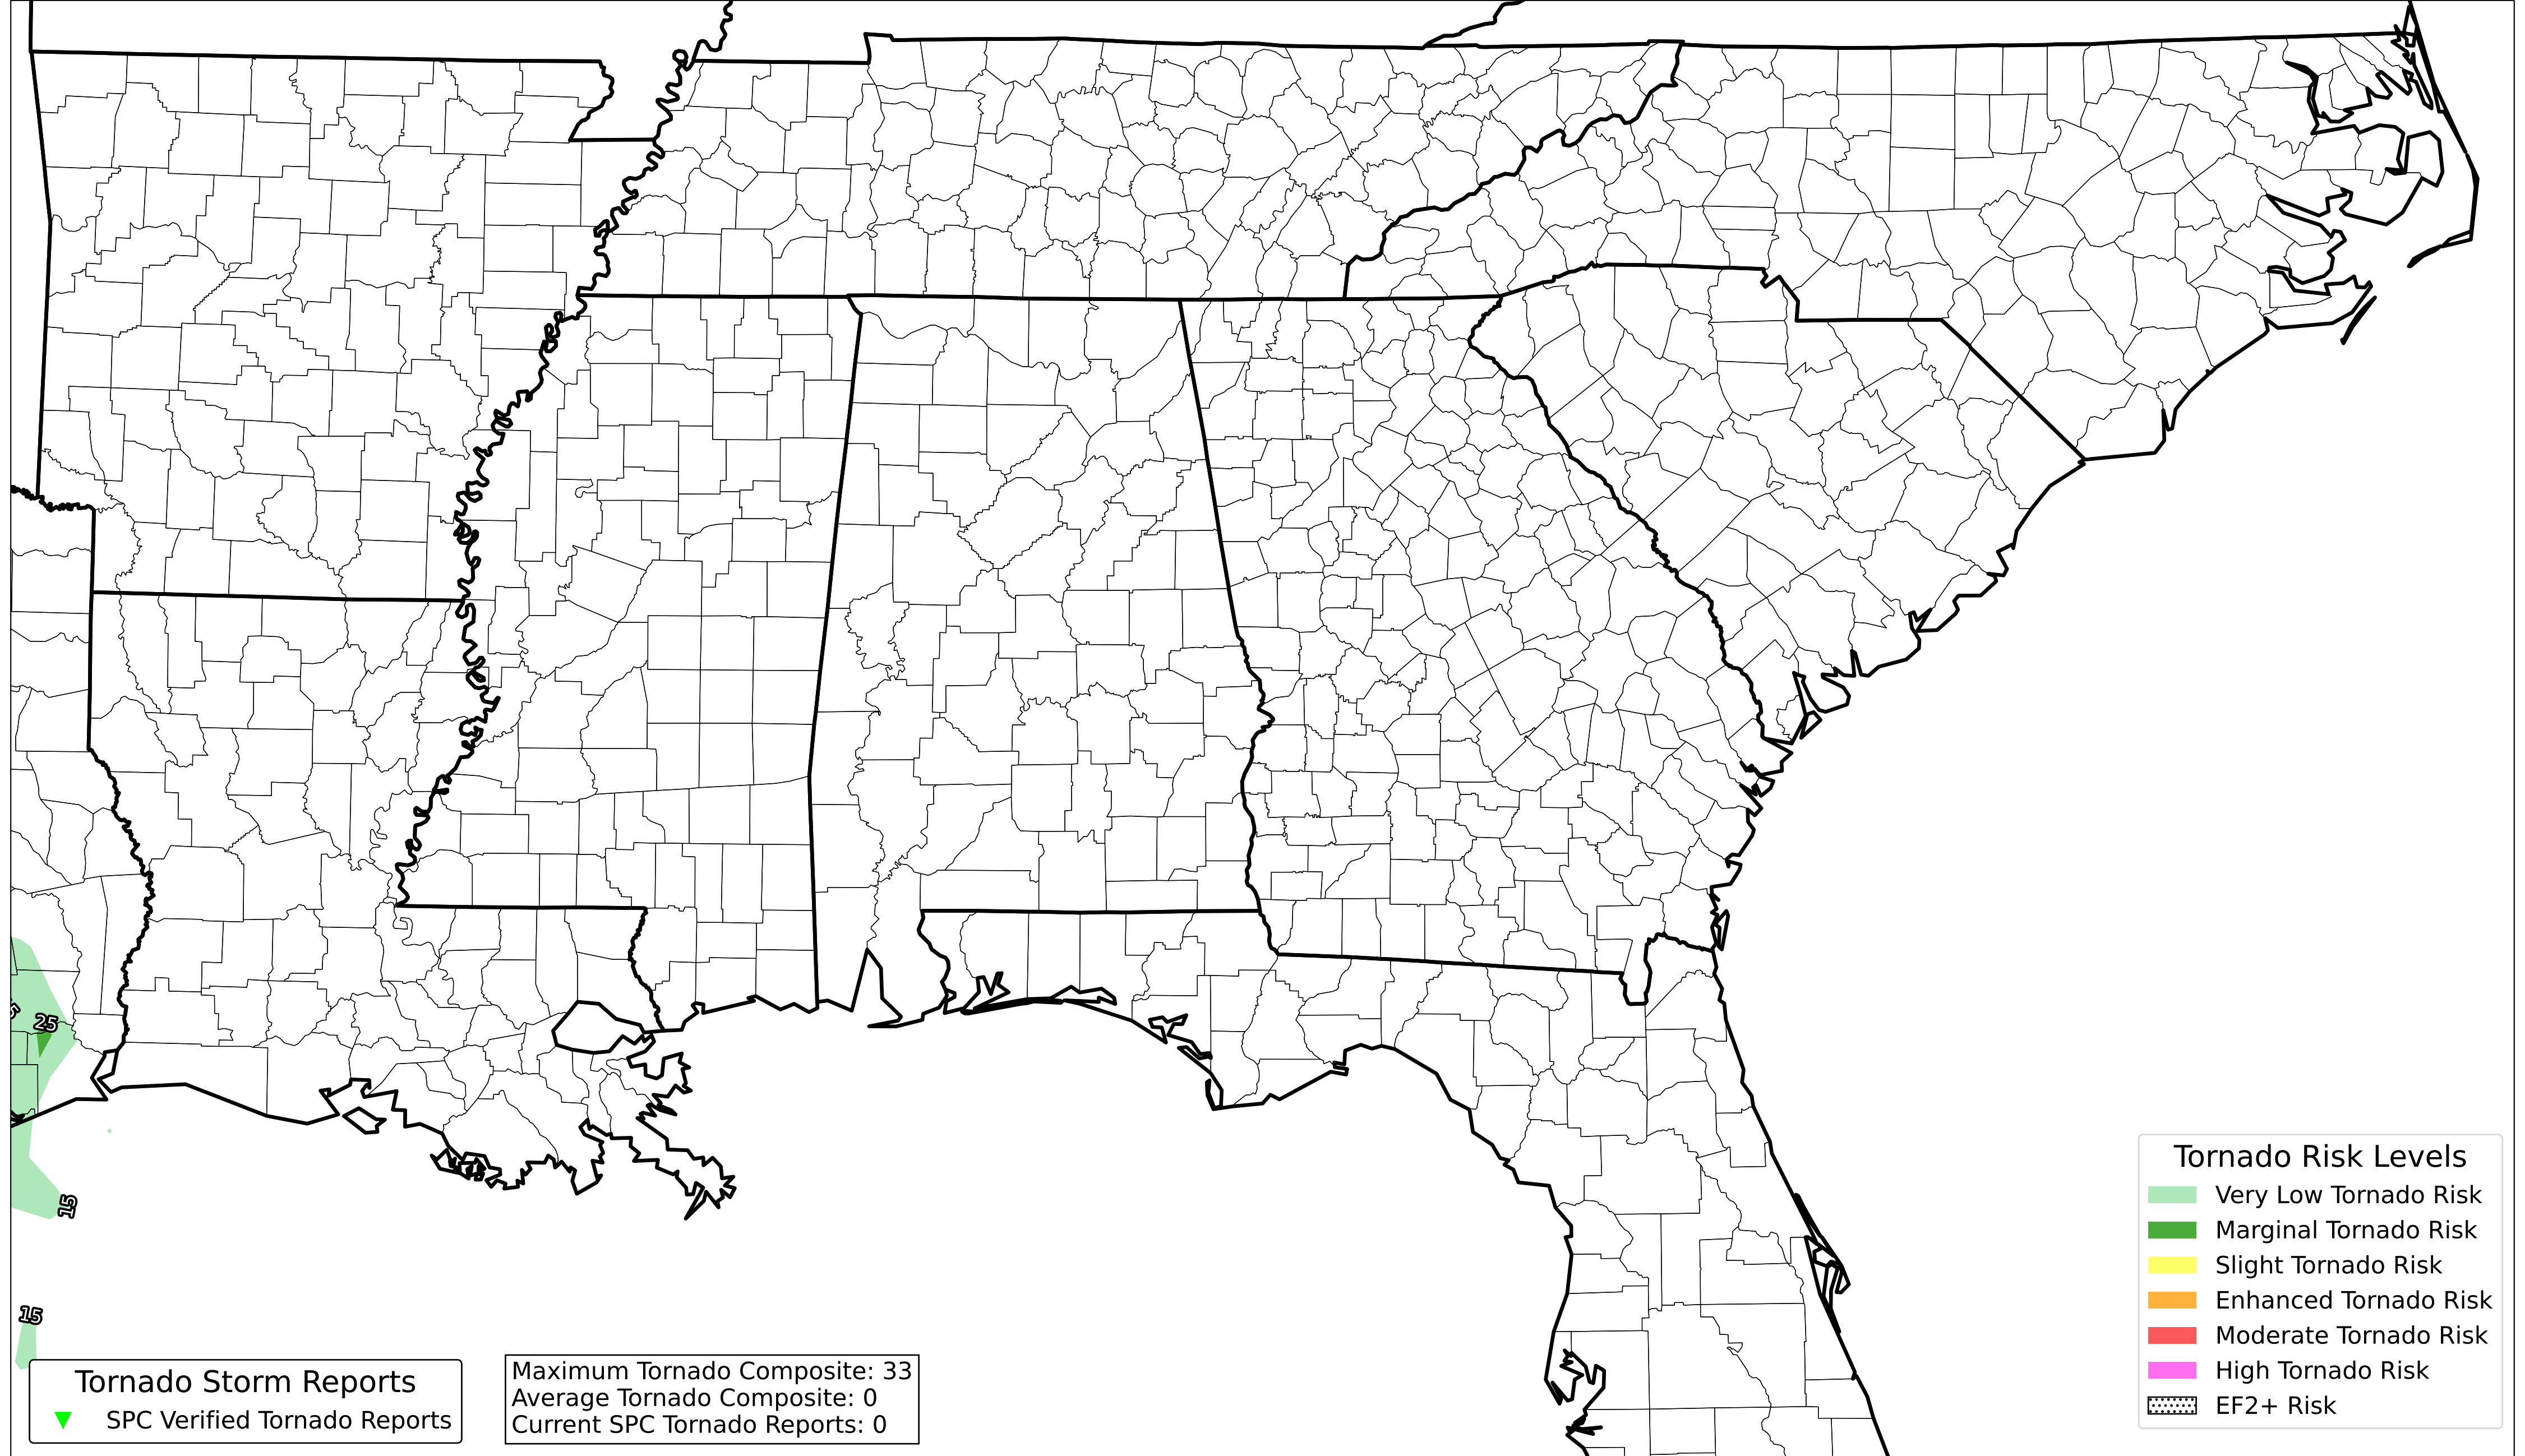 25
15
15
Tornado Storm Reports
SPC Verified Tornado Reports
Maximum Tornado Composite: 33
Average Tornado Composite: 0
Current SPC Tornado Reports: 0
Tornado Risk Levels
Very Low Tornado Risk
Marginal Tornado Risk
Slight Tornado Risk
Enhanced Tornado Risk
Moderate Tornado Risk
High Tornado Risk
EF2+ Risk